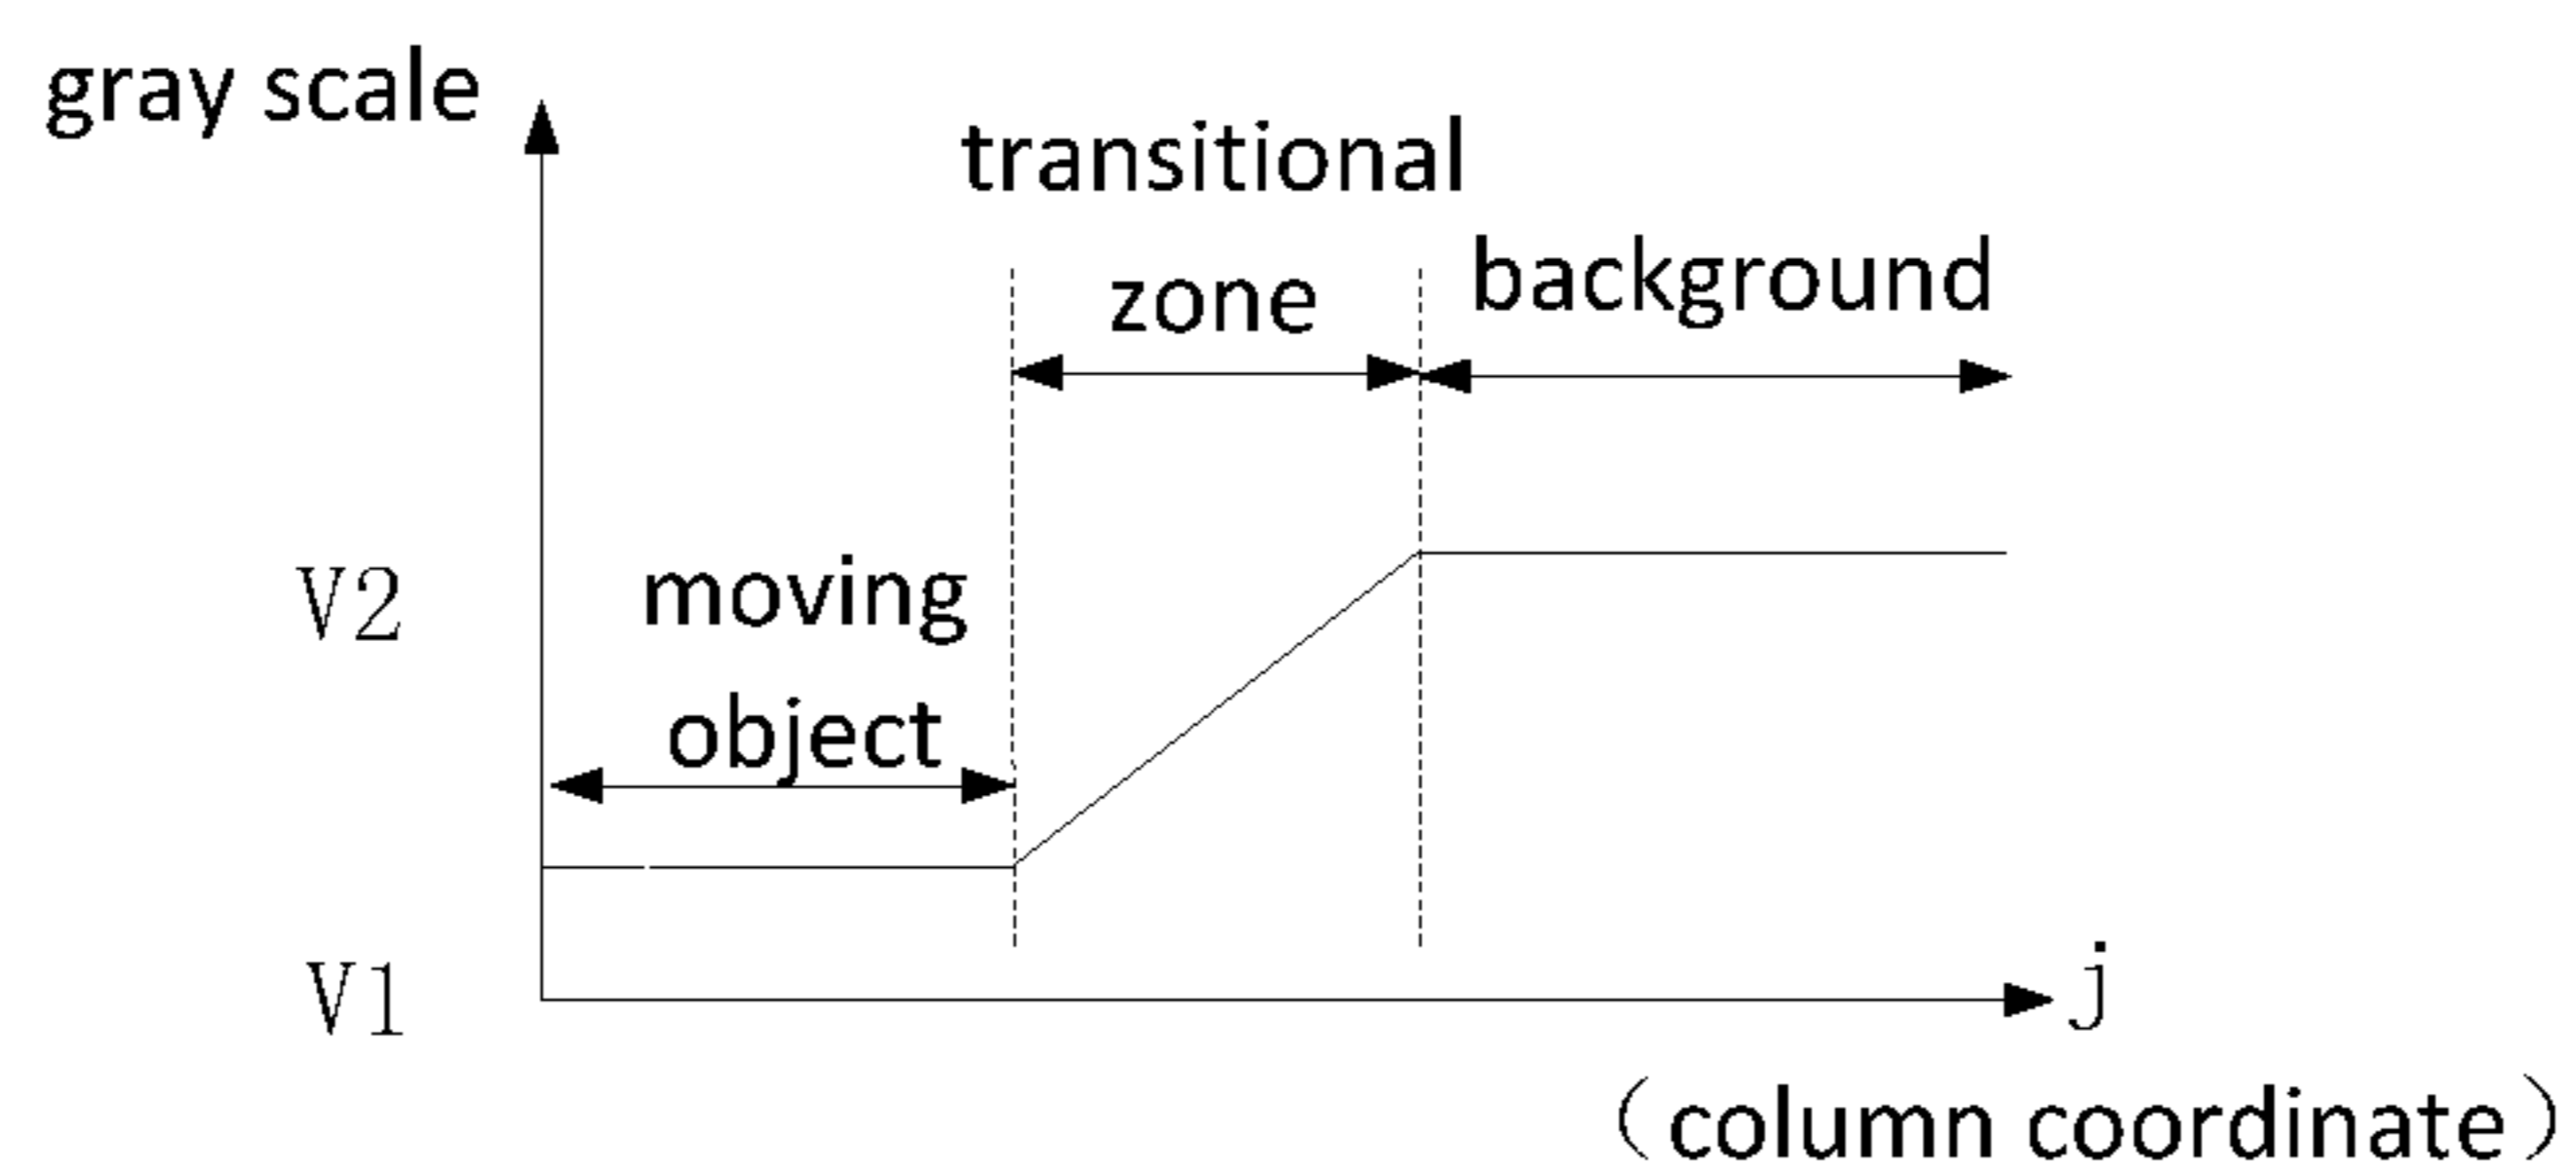 gray scale
transitional
zone
background
moving
object
V2
V1
j
（column coordinate）